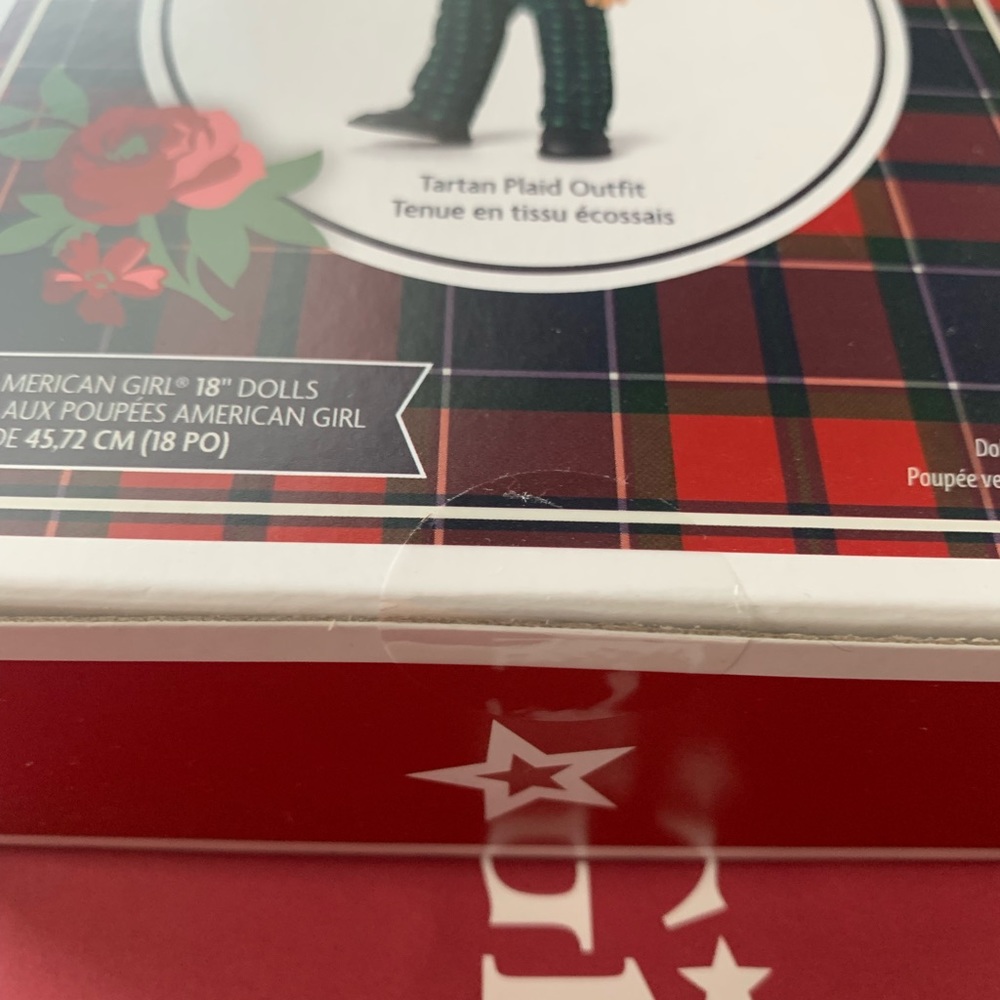 Tartan Plaid Outfit
Tenue en tissu écossais
MERICAN GIRL® 18" DOLLS
AUX POUPÉES AMERICAN GIRL
DE 45,72 CM (18 PO)
Do
Poupée ve